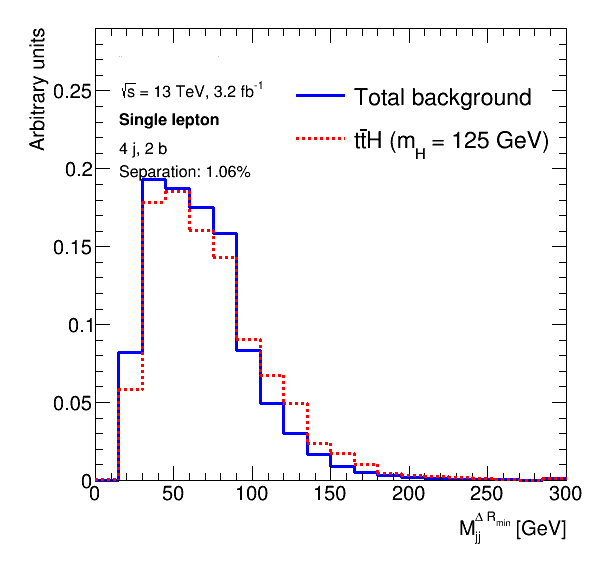 Arbitrary units
√s = 13 TeV, 3.2 fb⁻¹
Single lepton
4 j, 2 b
Separation: 1.06%
Total background
tt̄H (m_H = 125 GeV)
0.25
0.2
0.15
0.1
0.05
0
0 50 100 150 200 250 300
M_jj^Δ R_min [GeV]